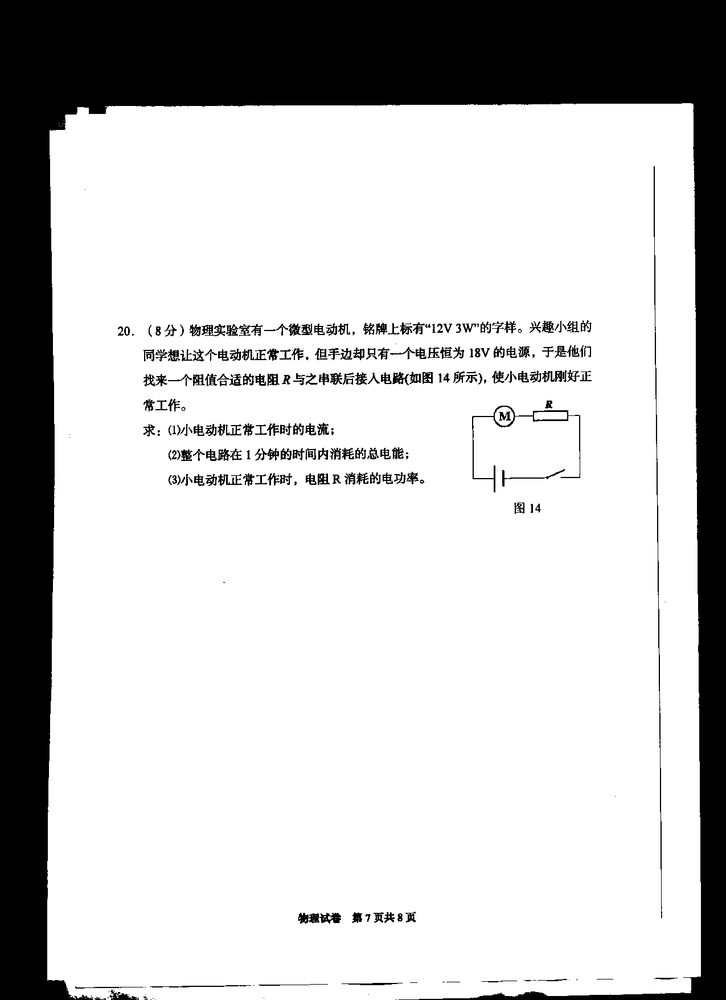 20. （8分）物理实验室有一个微型电动机，铭牌上标有“12V 3W”的字样。兴趣小组的
同学想让这个电动机正常工作，但手边却只有一个电压恒为 18V 的电源，于是他们
找来一个阻值合适的电阻 R 与之串联后接入电路(如图 14 所示)，使小电动机刚好正
常工作。
求：(1)小电动机正常工作时的电流；
(2)整个电路在 1 分钟的时间内消耗的总电能；
(3)小电动机正常工作时，电阻 R 消耗的电功率。
R
M
图 14
物理试卷 第 7 页共 8 页